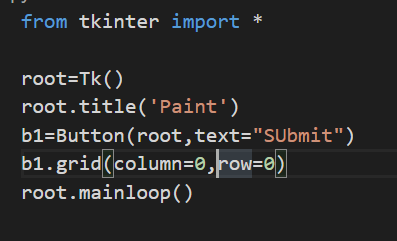 from tkinter import *
root=Tk()
root.title('Paint')
b1=Button(root,text="SUbmit")
b1.grid(column=0,row=0)
root.mainloop()